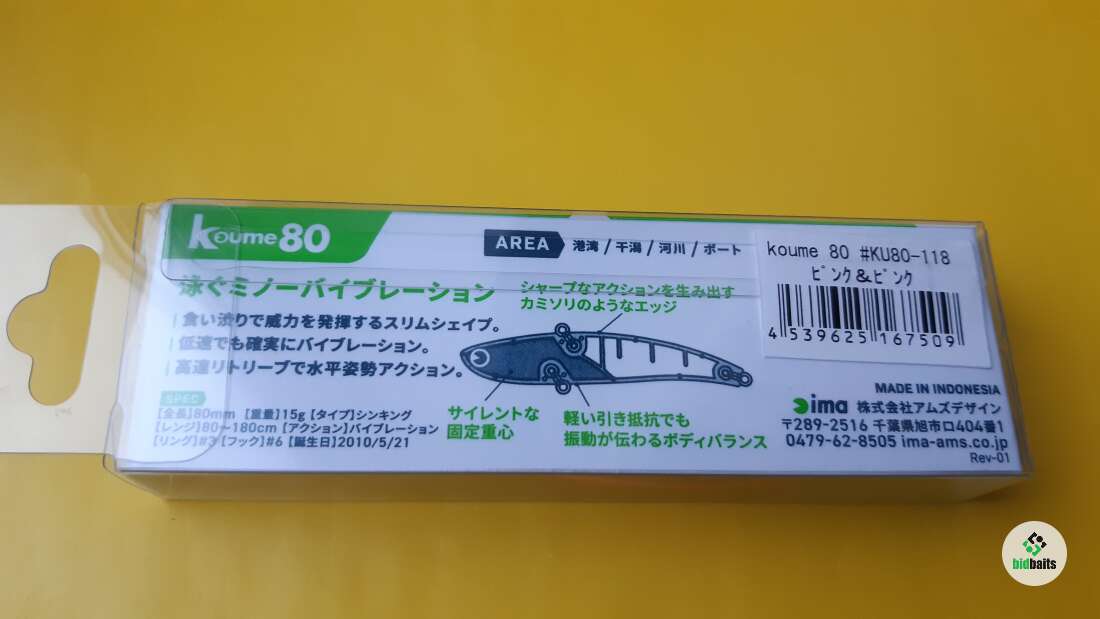 koume80
AREA 港湾 / 干潟 / 河川 / ボート
koume 80 #KU80-118
ﾋﾟﾝｸ&ﾋﾟﾝｸ
4 539625 167509
泳ぐミノーバイブレーション
食い渋りで威力を発揮するスリムシェイプ。
低速でも確実にバイブレーション。
高速リトリーブで水平姿勢アクション。
シャープなアクションを生み出す
カミソリのようなエッジ
サイレントな
固定重心
軽い引き抵抗でも
振動が伝わるボディバランス
SPEC
【全長】80mm 【重量】15g 【タイプ】シンキング
【レンジ】80〜180cm 【アクション】バイブレーション
【リング】#3 【フック】#6 【誕生日】2010/5/21
MADE IN INDONESIA
ima 株式会社アムズデザイン
〒289-2516 千葉県旭市ロ404番1
0479-62-8505 ima-ams.co.jp
Rev-01
bidbaits